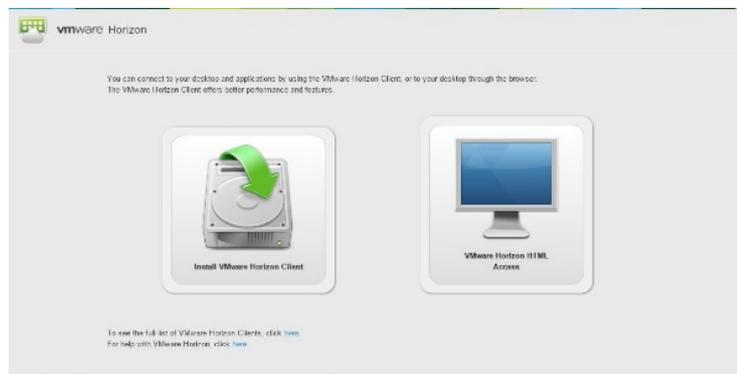 vmware Horizon
You can connect to your desktop and applications by using the VMware Horizon Client, or to your desktop through the browser.
The VMware Horizon Client offers better performance and features.
Install VMware Horizon Client
VMware Horizon HTML
Access
To see the full list of VMware Horizon Clients, click here.
For help with VMware Horizon, click here